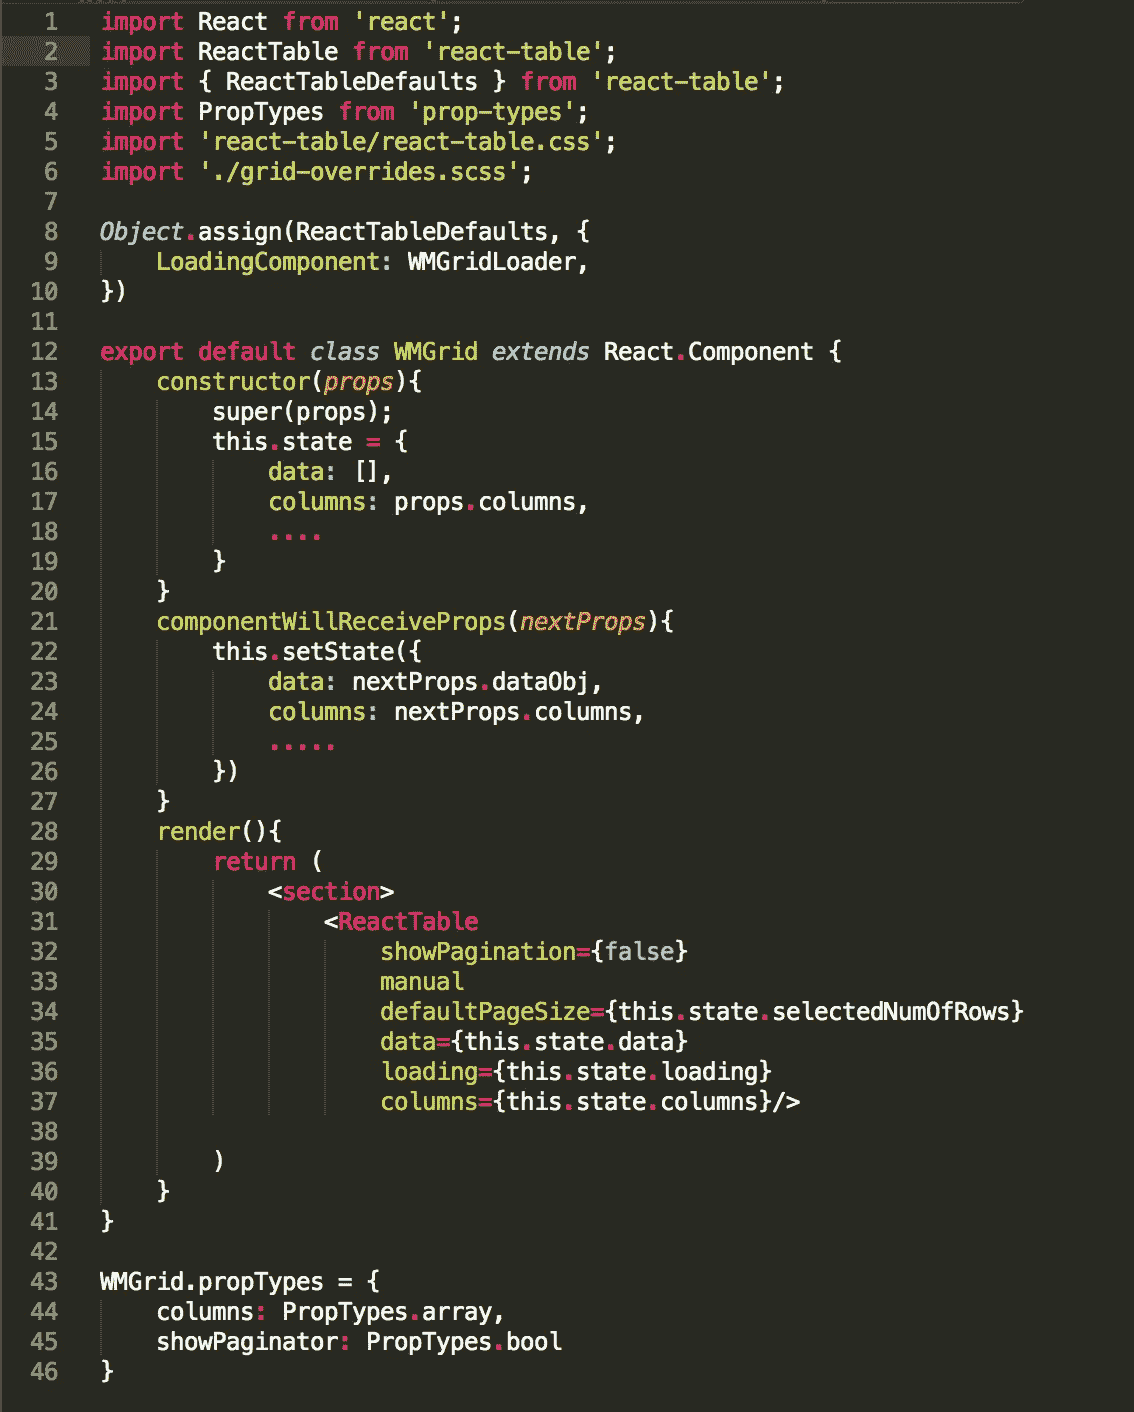 1 import React from 'react';
2 import ReactTable from 'react-table';
3 import { ReactTableDefaults } from 'react-table';
4 import PropTypes from 'prop-types';
5 import 'react-table/react-table.css';
6 import './grid-overrides.scss';
7
8 Object.assign(ReactTableDefaults, {
9     LoadingComponent: WMGridLoader,
10 })
11
12 export default class WMGrid extends React.Component {
13     constructor(props){
14         super(props);
15         this.state = {
16             data: [],
17             columns: props.columns,
18             ....
19         }
20     }
21     componentWillReceiveProps(nextProps){
22         this.setState({
23             data: nextProps.dataObj,
24             columns: nextProps.columns,
25             .....
26         })
27     }
28     render(){
29         return (
30             <section>
31                 <ReactTable
32                     showPagination={false}
33                     manual
34                     defaultPageSize={this.state.selectedNumOfRows}
35                     data={this.state.data}
36                     loading={this.state.loading}
37                     columns={this.state.columns}/>
38
39         )
40     }
41 }
42
43 WMGrid.propTypes = {
44     columns: PropTypes.array,
45     showPaginator: PropTypes.bool
46 }